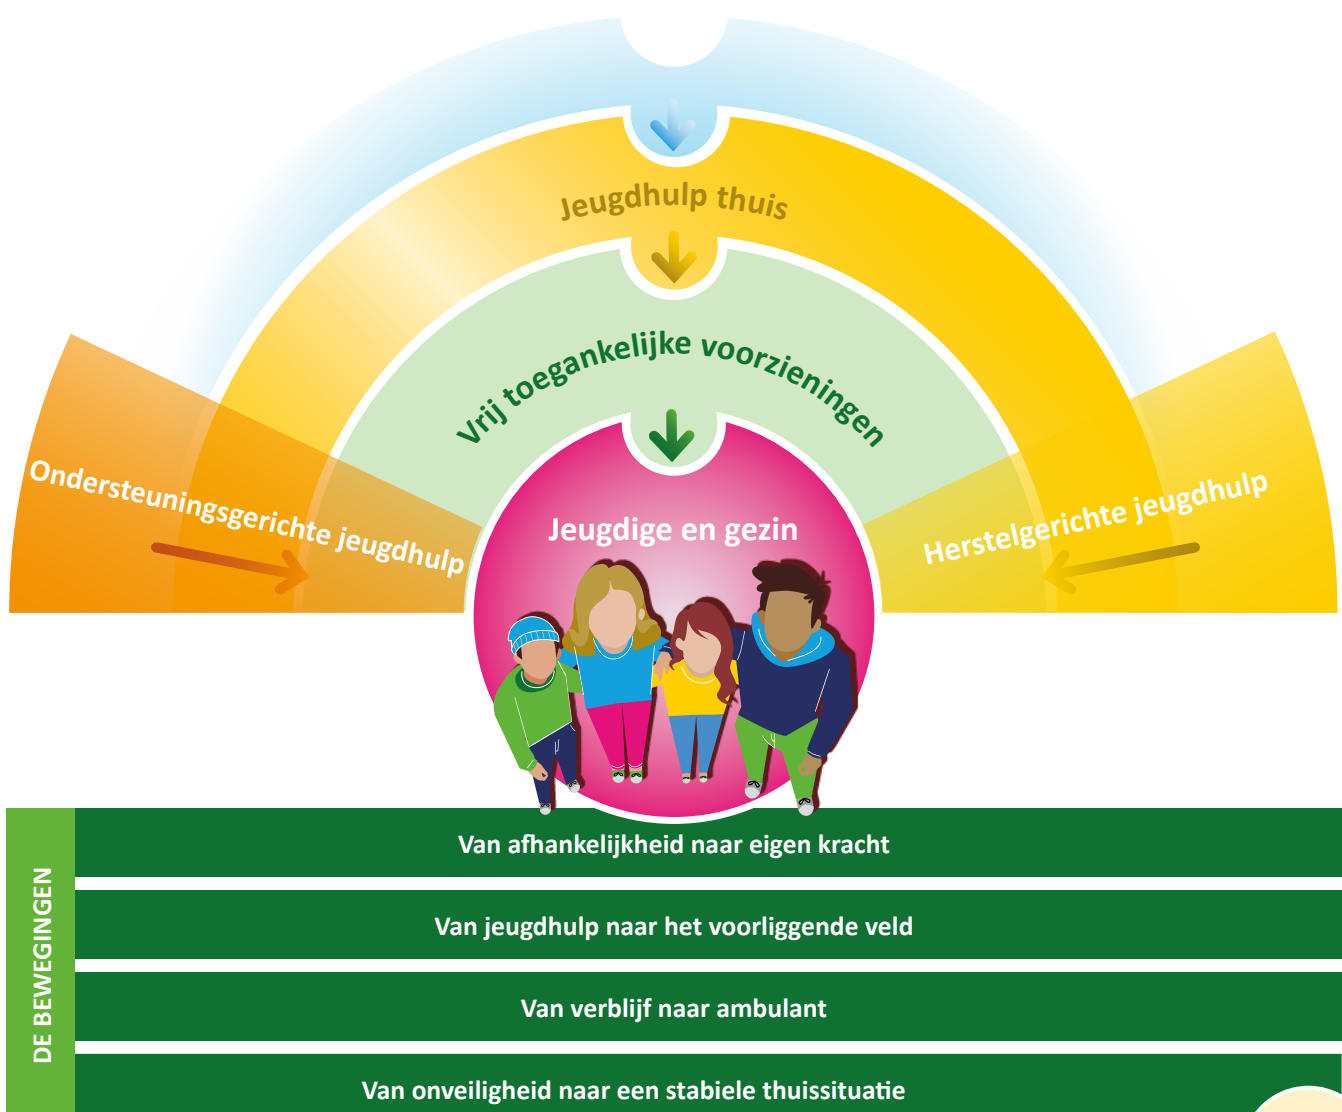 Jeugdhulp thuis
Vrij toegankelijke voorzieningen
Ondersteuningsgerichte jeugdhulp
Herstelgerichte jeugdhulp
Jeugdige en gezin
DE BEWEGINGEN
Van afhankelijkheid naar eigen kracht
Van jeugdhulp naar het voorliggende veld
Van verblijf naar ambulant
Van onveiligheid naar een stabiele thuissituatie